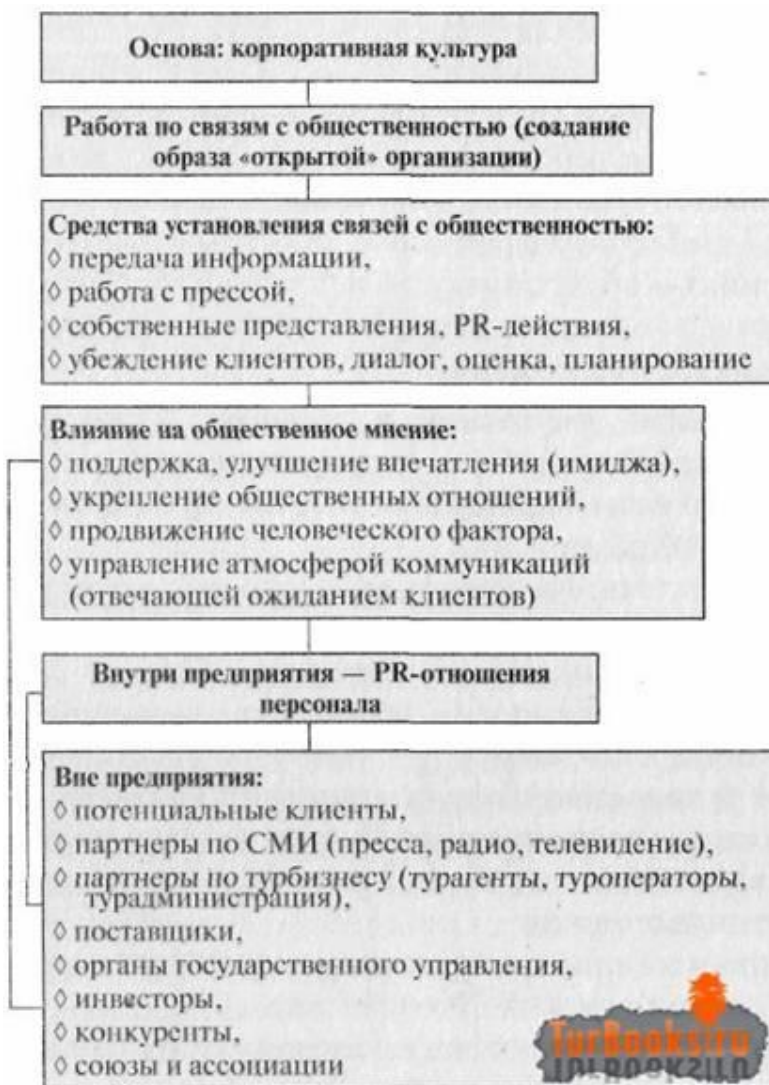 Основа: корпоративная культура
Работа по связям с общественностью (создание
образа «открытой» организации)
Средства установления связей с общественностью:
◊ передача информации,
◊ работа с прессой,
◊ собственные представления, PR-действия,
◊ убеждение клиентов, диалог, оценка, планирование
Влияние на общественное мнение:
◊ поддержка, улучшение впечатления (имиджа),
◊ укрепление общественных отношений,
◊ продвижение человеческого фактора,
◊ управление атмосферой коммуникаций
(отвечающей ожиданием клиентов)
Внутри предприятия — PR-отношения
персонала
Вне предприятия:
◊ потенциальные клиенты,
◊ партнеры по СМИ (пресса, радио, телевидение),
◊ партнеры по турбизнесу (турагенты, туроператоры,
турадминистрация),
◊ поставщики,
◊ органы государственного управления,
◊ инвесторы,
◊ конкуренты,
◊ союзы и ассоциации
TurBooks.ru